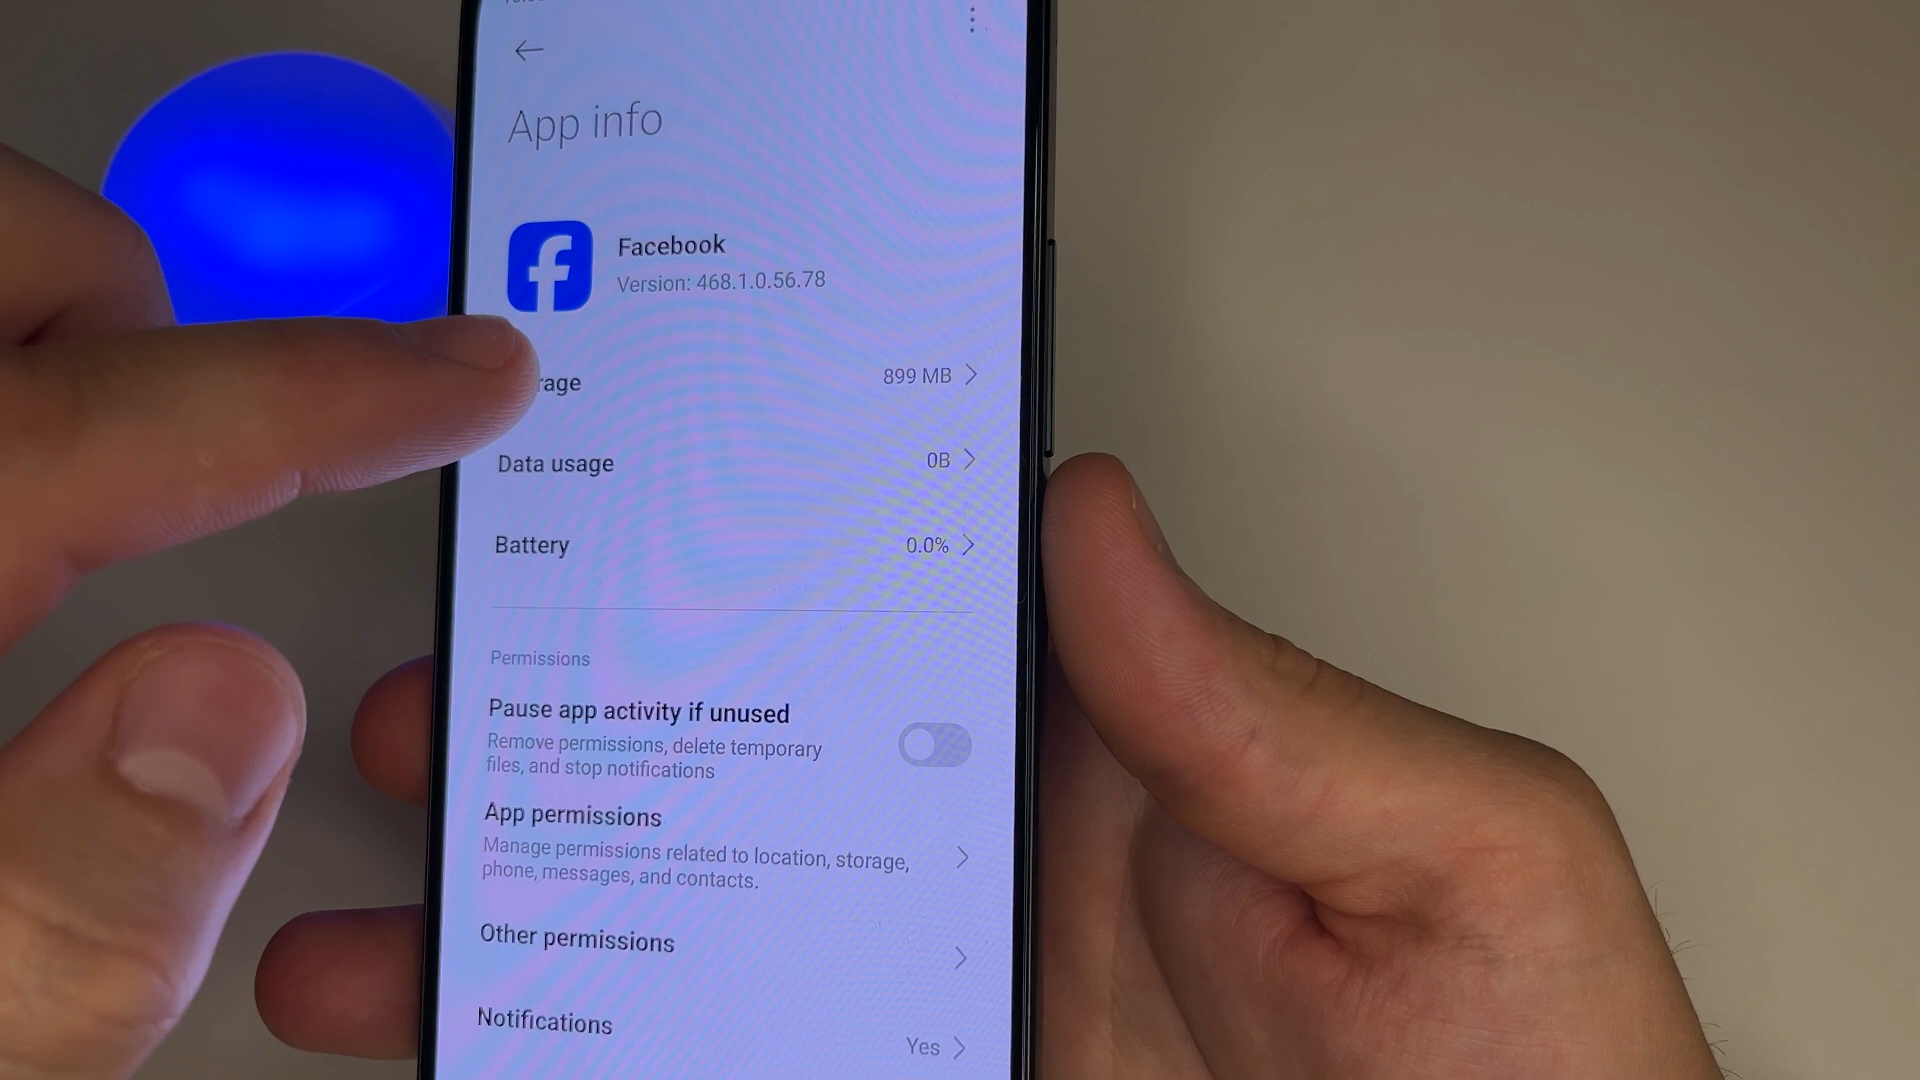 App info
Facebook
Version: 468.1.0.56.78
rage
899 MB
Data usage
0B
Battery
0.0%
Permissions
Pause app activity if unused
Remove permissions, delete temporary
files, and stop notifications
App permissions
Manage permissions related to location, storage,
phone, messages, and contacts.
Other permissions
Notifications
Yes